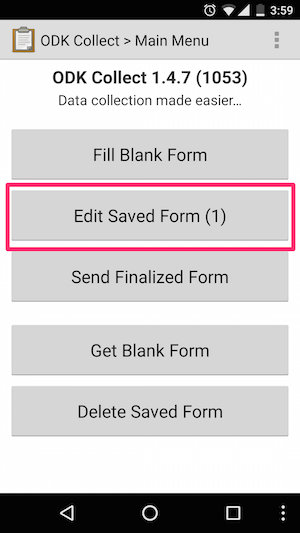 3:59
ODK Collect > Main Menu
ODK Collect 1.4.7 (1053)
Data collection made easier...
Fill Blank Form
Edit Saved Form (1)
Send Finalized Form
Get Blank Form
Delete Saved Form